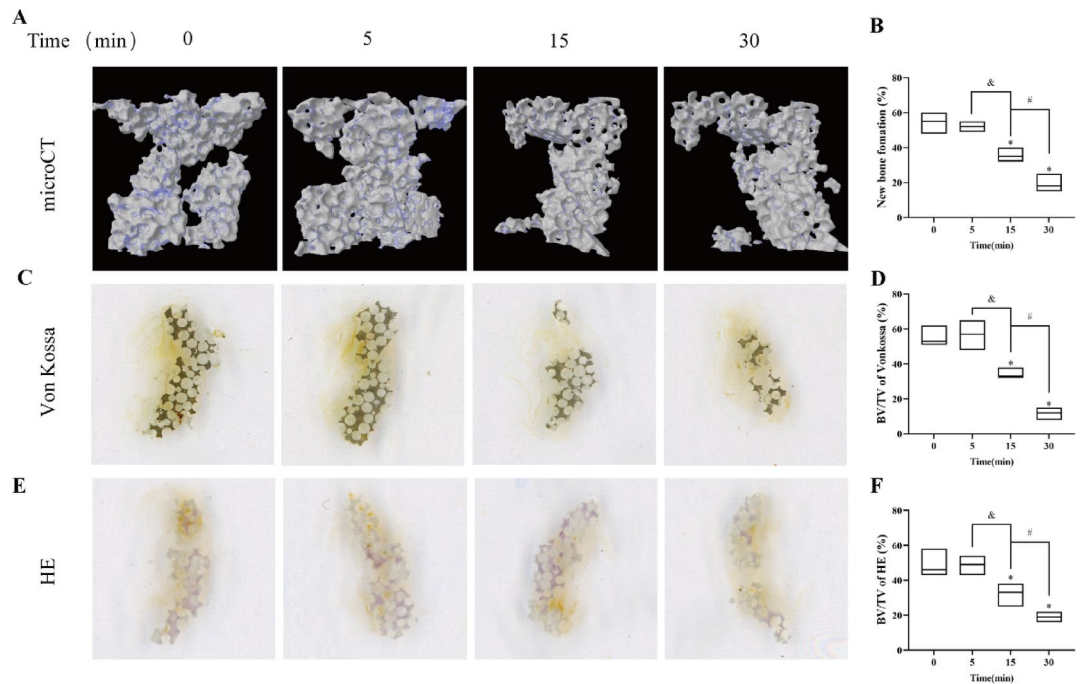 A
Time (min) 0 5 15 30
microCT
B
New bone fomation (%)
80
60
40
20
0
&
#
*
*
0 5 15 30
Time(min)
C
Von Kossa
D
BV/TV of Vonkossa (%)
80
60
40
20
0
&
#
*
*
0 5 15 30
Time(min)
E
HE
F
BV/TV of HE (%)
80
60
40
20
0
&
#
*
*
0 5 15 30
Time(min)